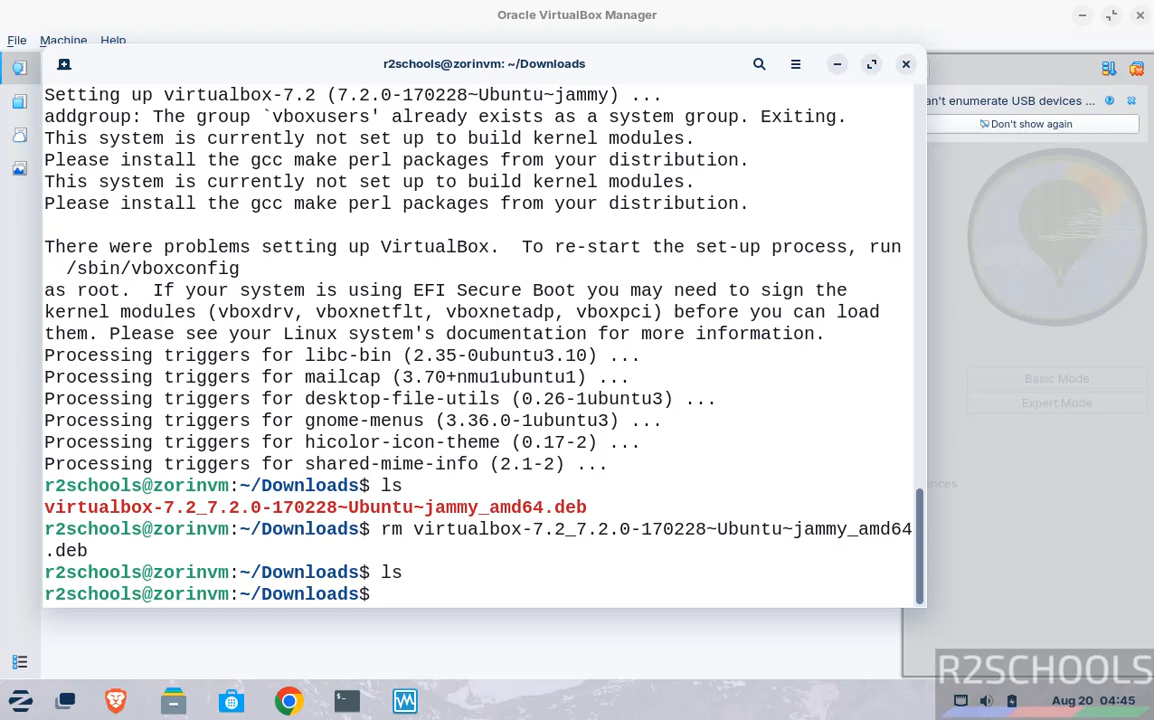 Oracle VirtualBox Manager
File Machine Help
r2schools@zorinvm: ~/Downloads
Setting up virtualbox-7.2 (7.2.0-170228~Ubuntu~jammy) ...
addgroup: The group `vboxusers' already exists as a system group. Exiting.
This system is currently not set up to build kernel modules.
Please install the gcc make perl packages from your distribution.
This system is currently not set up to build kernel modules.
Please install the gcc make perl packages from your distribution.
There were problems setting up VirtualBox.  To re-start the set-up process, run
  /sbin/vboxconfig
as root.  If your system is using EFI Secure Boot you may need to sign the
kernel modules (vboxdrv, vboxnetflt, vboxnetadp, vboxpci) before you can load
them. Please see your Linux system's documentation for more information.
Processing triggers for libc-bin (2.35-0ubuntu3.10) ...
Processing triggers for mailcap (3.70+nmu1ubuntu1) ...
Processing triggers for desktop-file-utils (0.26-1ubuntu3) ...
Processing triggers for gnome-menus (3.36.0-1ubuntu3) ...
Processing triggers for hicolor-icon-theme (0.17-2) ...
Processing triggers for shared-mime-info (2.1-2) ...
r2schools@zorinvm:~/Downloads$ ls
virtualbox-7.2_7.2.0-170228~Ubuntu~jammy_amd64.deb
r2schools@zorinvm:~/Downloads$ rm virtualbox-7.2_7.2.0-170228~Ubuntu~jammy_amd64
.deb
r2schools@zorinvm:~/Downloads$ ls
r2schools@zorinvm:~/Downloads$
an't enumerate USB devices ...
Don't show again
Basic Mode
Expert Mode
ences
R2SCHOOLS
Aug 20 04:45